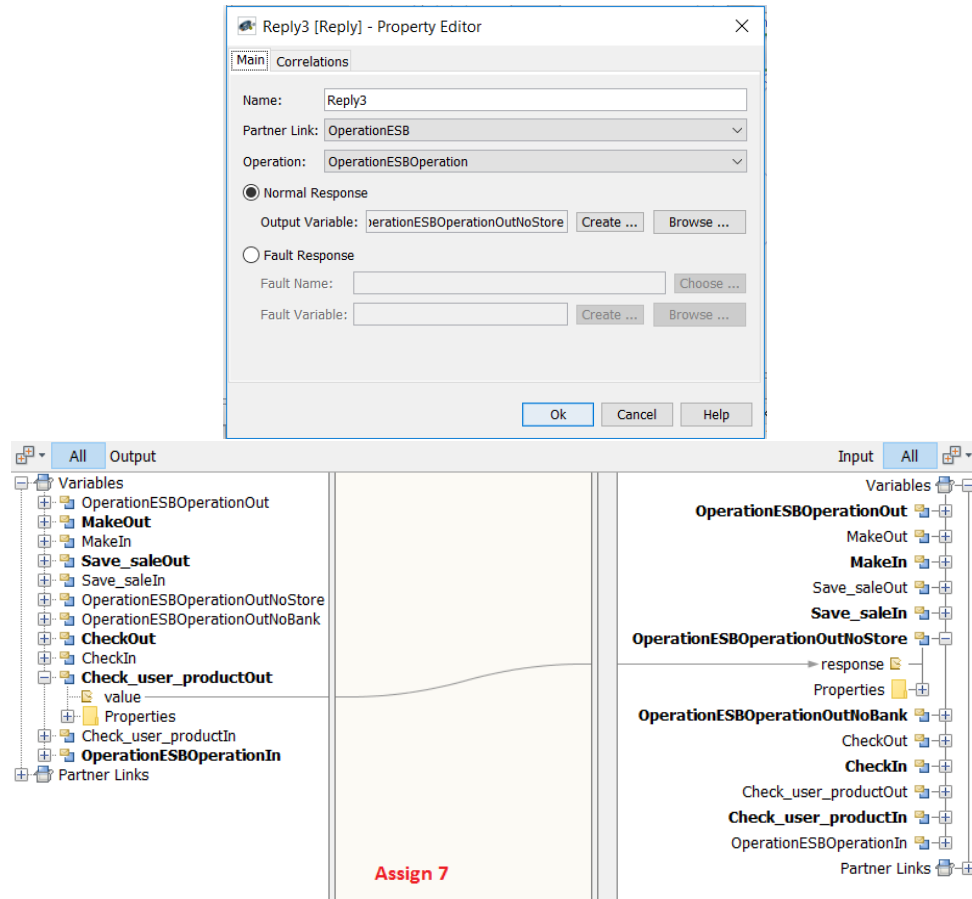 Reply3 [Reply] - Property Editor
Main Correlations
Name: Reply3
Partner Link: OperationESB
Operation: OperationESBOperation
Normal Response
Output Variable: perationESBOperationOutNoStore Create ... Browse ...
Fault Response
Fault Name: Choose ...
Fault Variable: Create ... Browse ...
Ok Cancel Help
All Output Input All
Variables Variables
OperationESBOperationOut OperationESBOperationOut
MakeOut MakeOut
MakeIn MakeIn
Save_saleOut Save_saleOut
Save_saleIn Save_saleIn
OperationESBOperationOutNoStore OperationESBOperationOutNoStore
OperationESBOperationOutNoBank
CheckOut response
CheckIn Properties
Check_user_productOut OperationESBOperationOutNoBank
value CheckOut
Properties CheckIn
Check_user_productIn Check_user_productOut
OperationESBOperationIn Check_user_productIn
Partner Links OperationESBOperationIn
Partner Links
Assign 7